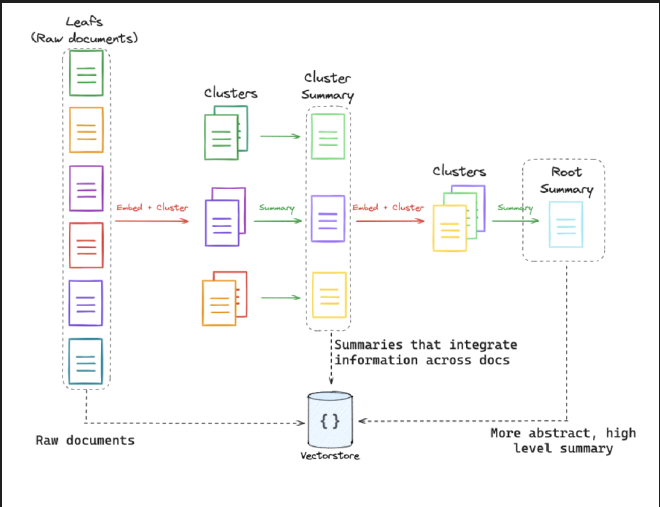 Leafs
(Raw documents)
Clusters
Cluster
Summary
Clusters
Root
Summary
Embed + Cluster
Summary
Embed + Cluster
Summary
Summaries that integrate
information across docs
{}
Vectorstore
Raw documents
More abstract, high
level summary